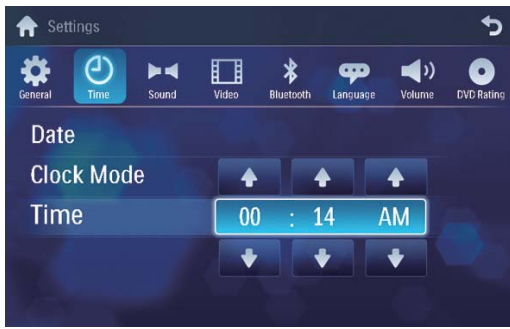 Settings
General Time Sound Video Bluetooth Language Volume DVD Rating
Date
Clock Mode
Time 00 : 14 AM